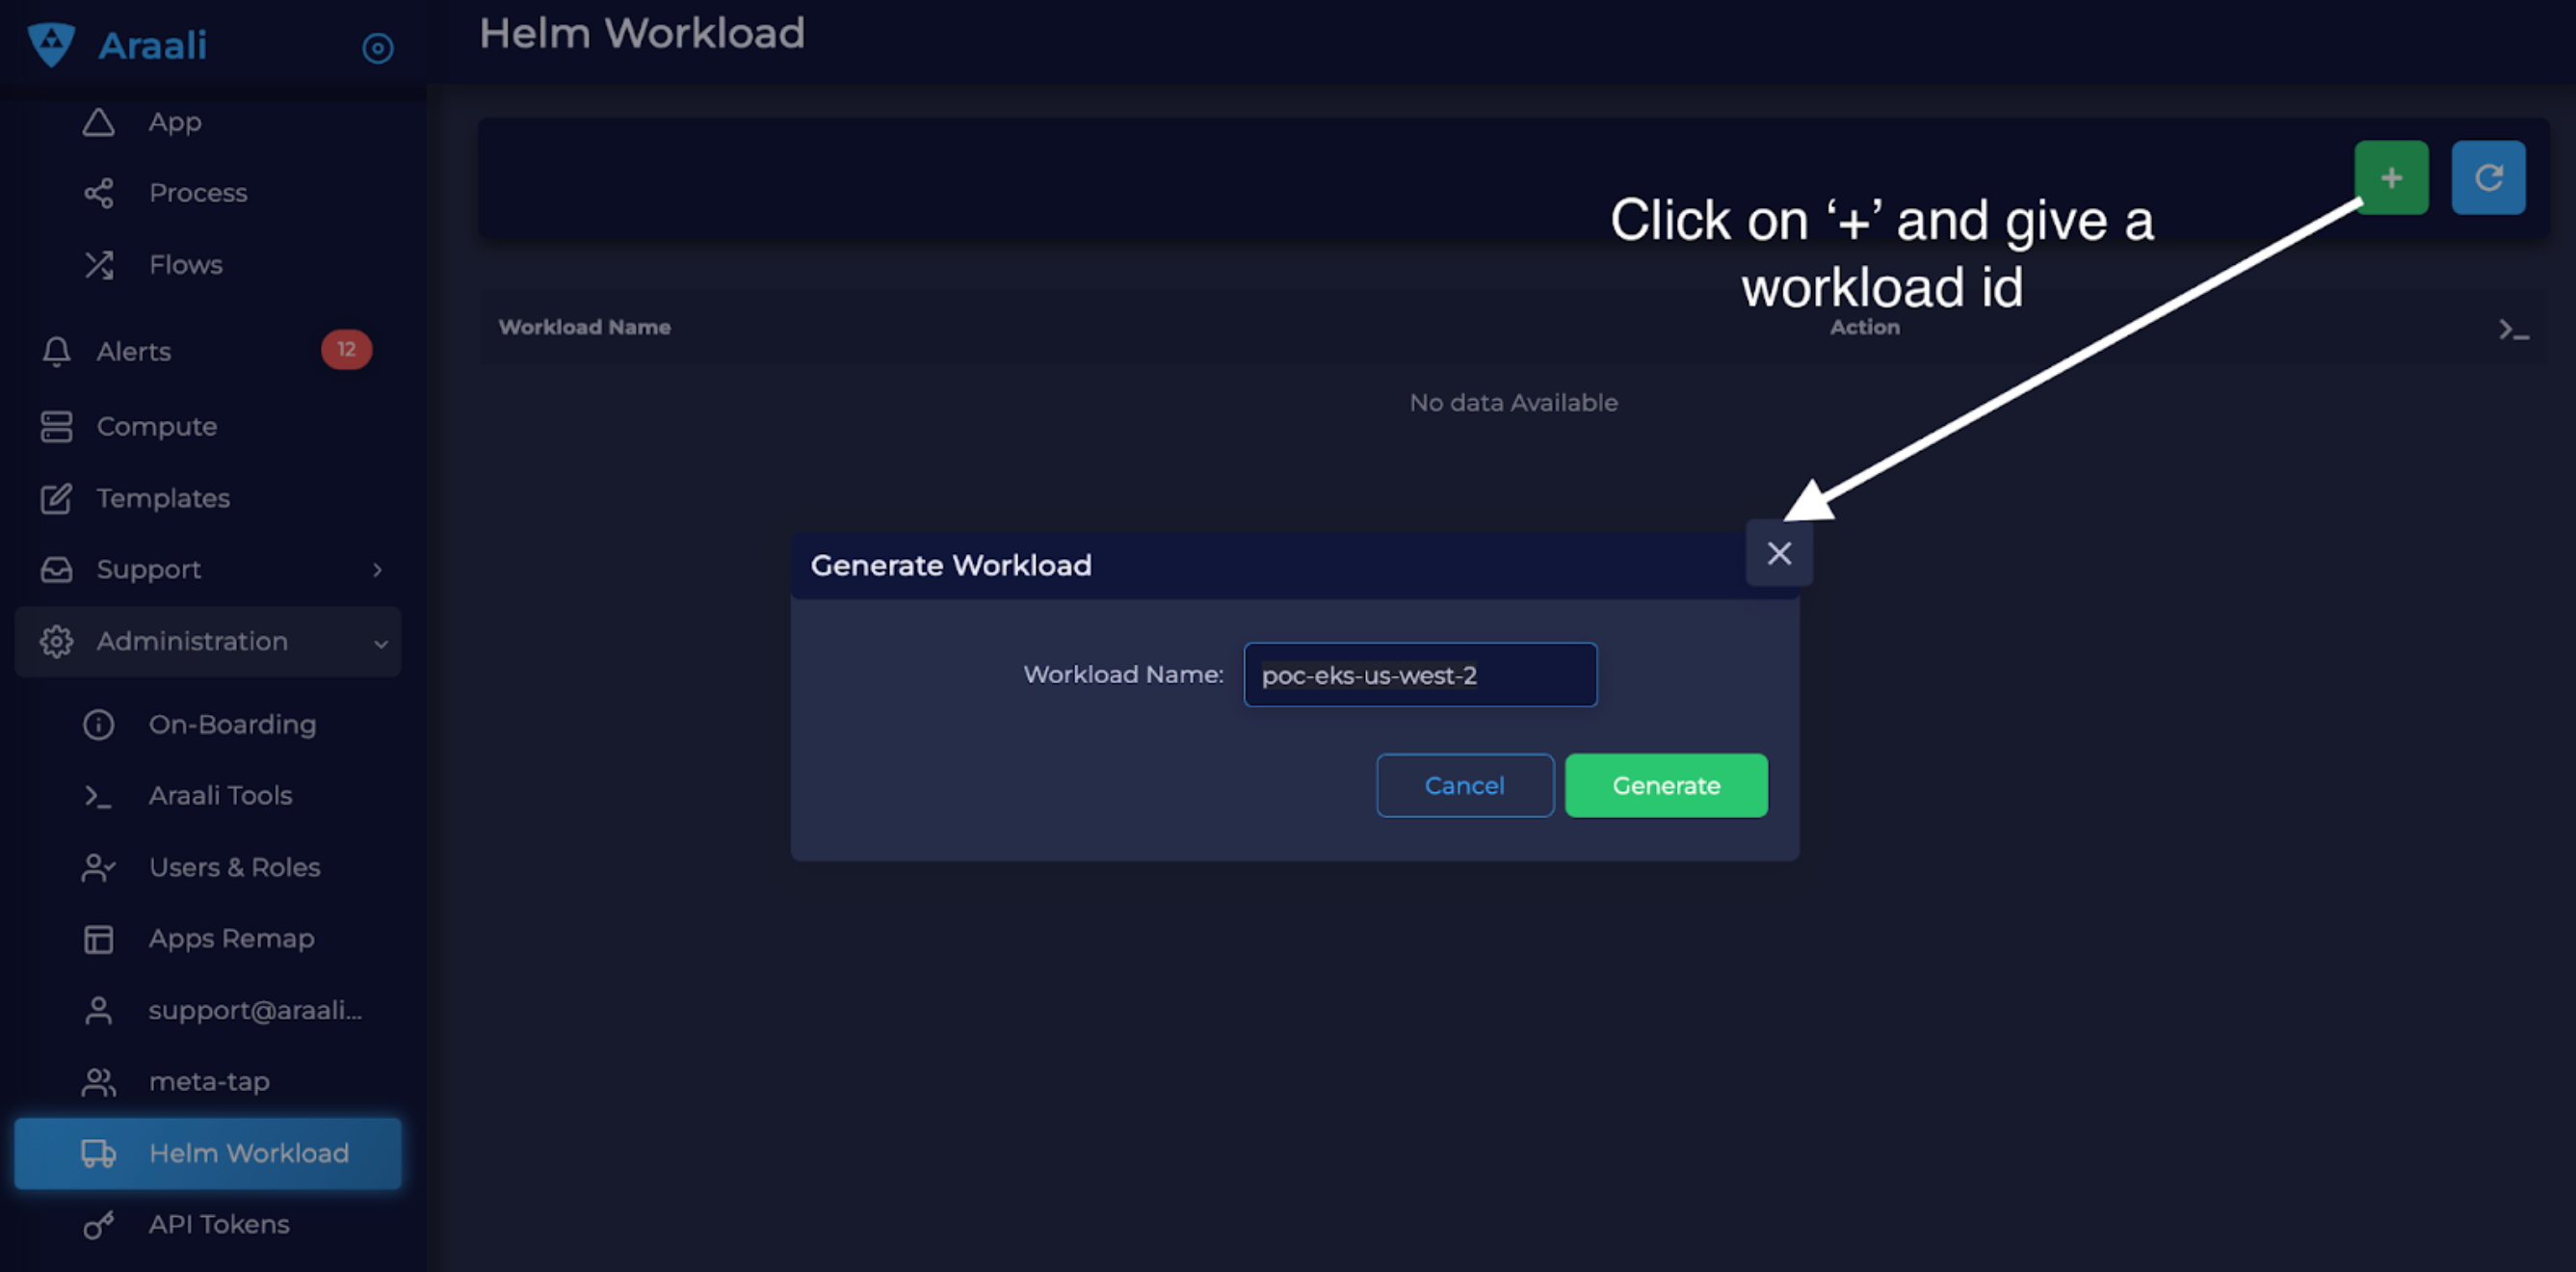 Araali
Helm Workload
App
Process
Flows
Alerts
12
Compute
Templates
Support
Administration
On-Boarding
Araali Tools
Users & Roles
Apps Remap
support@araali...
meta-tap
Helm Workload
API Tokens
+
Click on ‘+’ and give a
workload id
Workload Name
Action
No data Available
Generate Workload
Workload Name:
poc-eks-us-west-2
Cancel
Generate